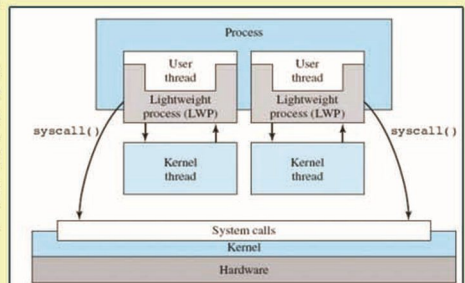 Process
User
thread
User
thread
Lightweight
process (LWP)
Lightweight
process (LWP)
syscall()
syscall()
Kernel
thread
Kernel
thread
System calls
Kernel
Hardware